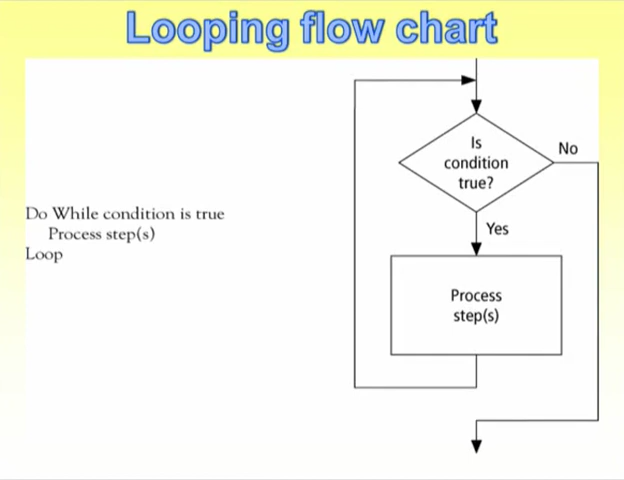 Looping flow chart
Do While condition is true
Process step(s)
Loop
Is
condition
true?
No
Yes
Process
step(s)